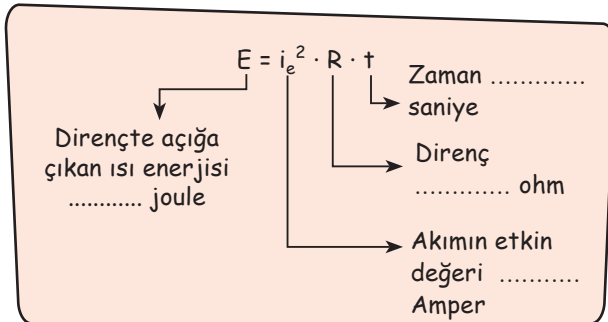 E = iₑ² · R · t
Zaman .............
saniye
Dirençte açığa
çıkan ısı enerjisi
............ joule
Direnç
............. ohm
Akımın etkin
değeri ...........
Amper